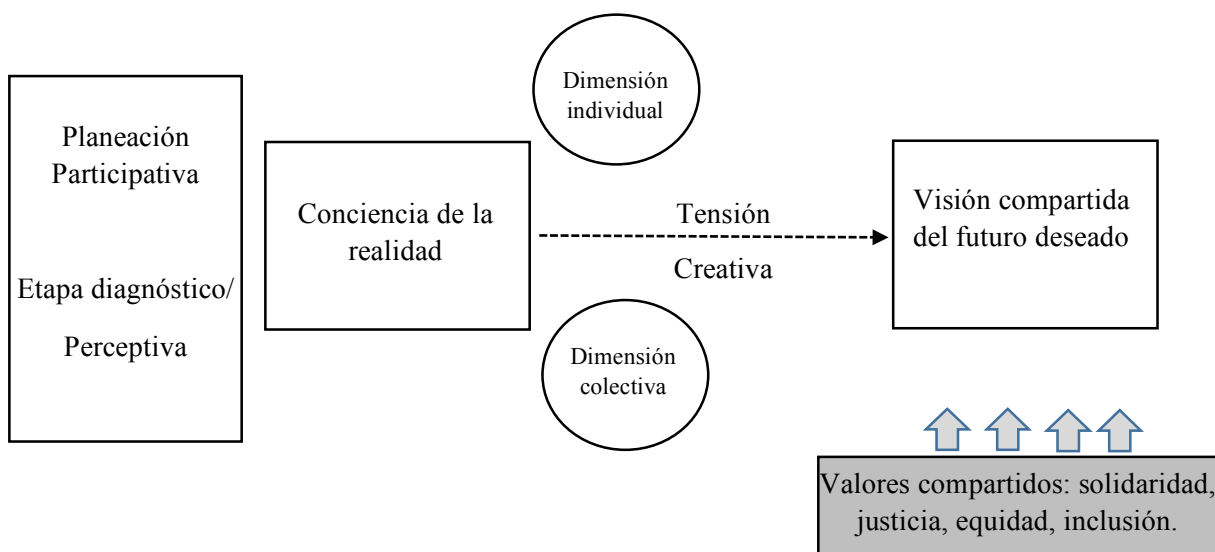 Planeación
Participativa
Etapa diagnóstico/
Perceptiva
Conciencia de la
realidad
Dimensión
individual
Tensión
Creativa
Dimensión
colectiva
Visión compartida
del futuro deseado
Valores compartidos: solidaridad,
justicia, equidad, inclusión.